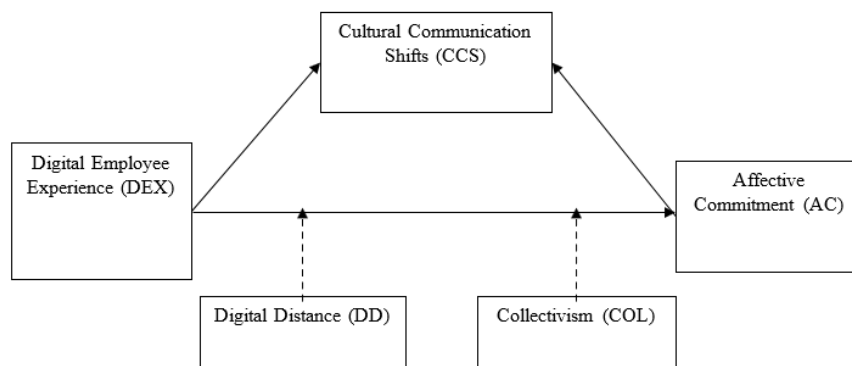 Cultural Communication
Shifts (CCS)
Digital Employee
Experience (DEX)
Affective
Commitment (AC)
Digital Distance (DD)
Collectivism (COL)